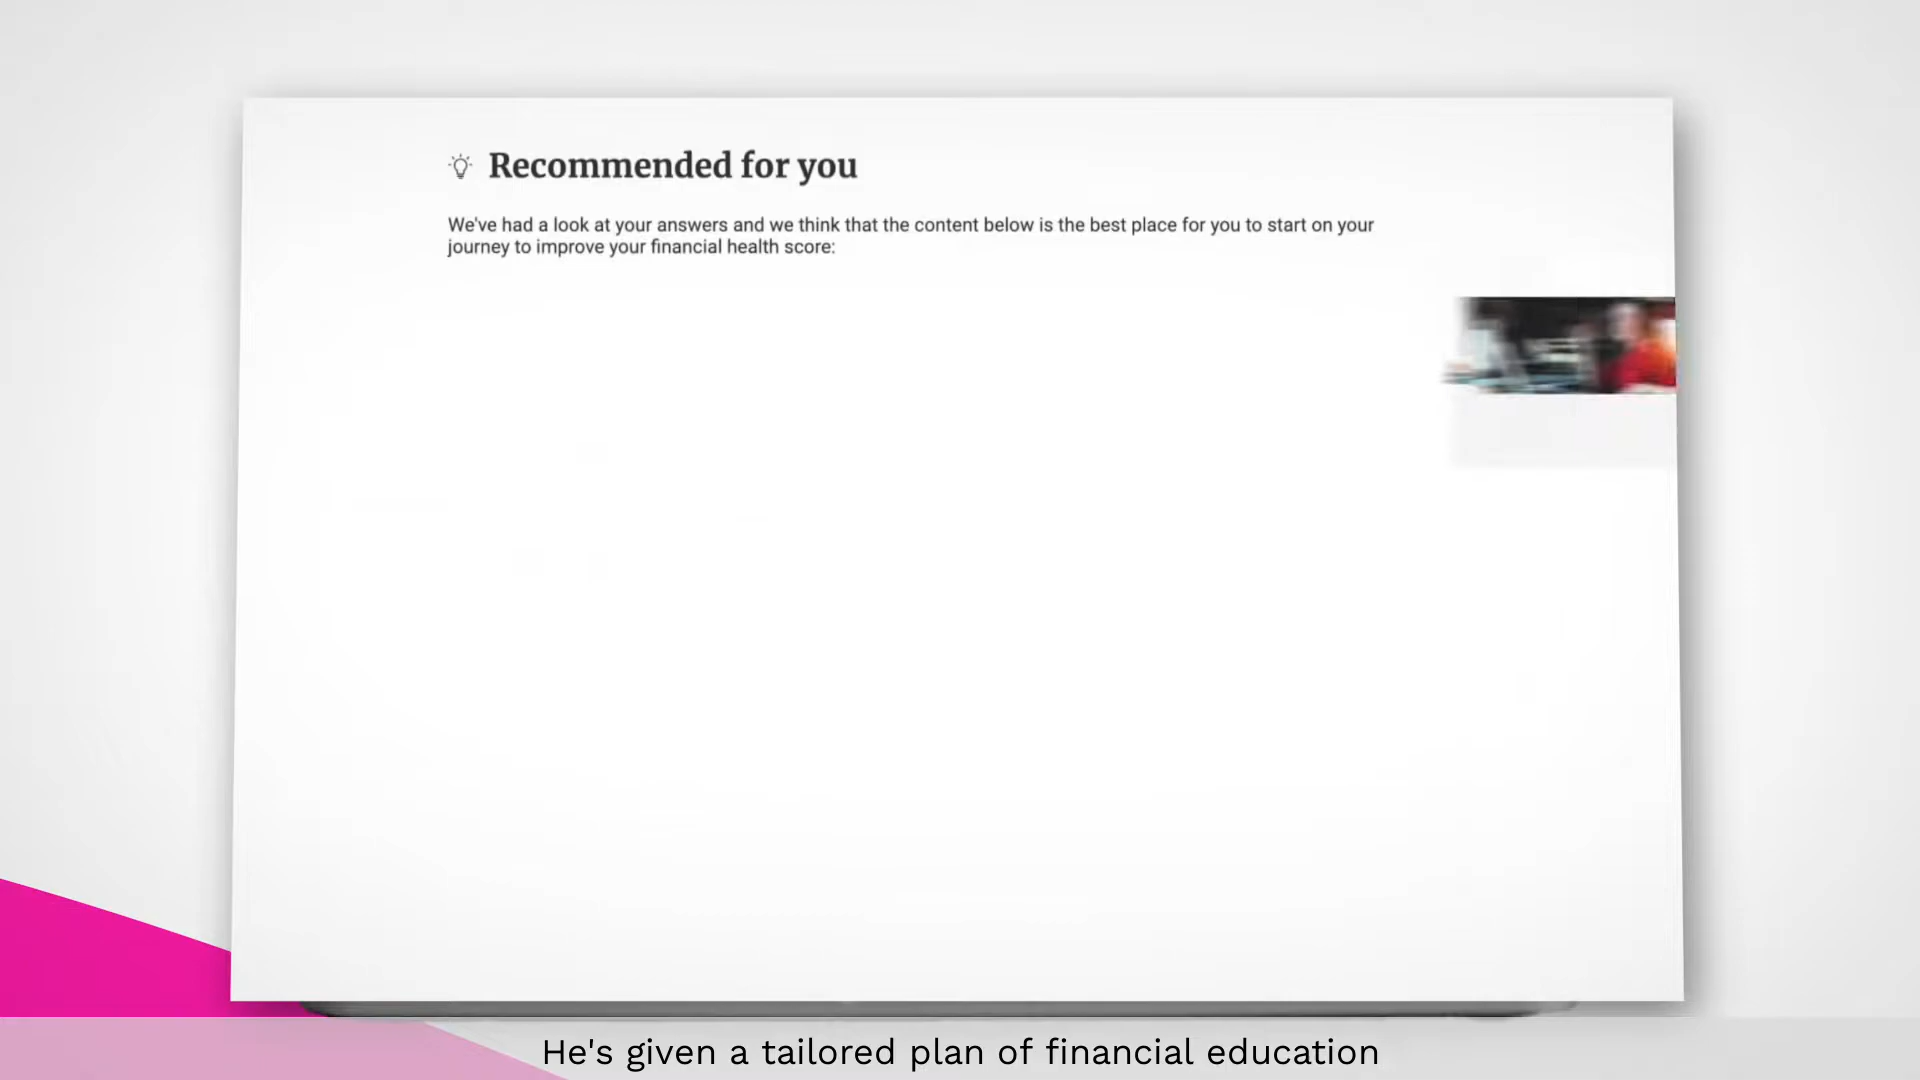 Recommended for you
We've had a look at your answers and we think that the content below is the best place for you to start on your
journey to improve your financial health score:
He's given a tailored plan of financial education